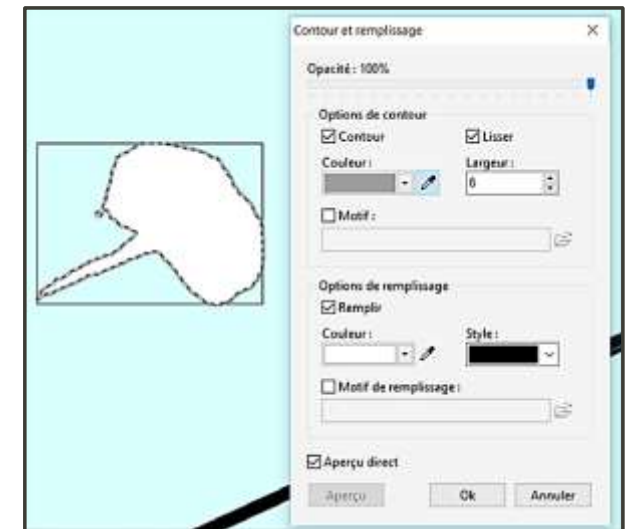 Contour et remplissage
Opacité : 100%
Options de contour
Contour Lisser
Couleur : Largeur :
6
Motif :
Options de remplissage
Remplir
Couleur : Style :
Motif de remplissage :
Aperçu direct
Aperçu Ok Annuler